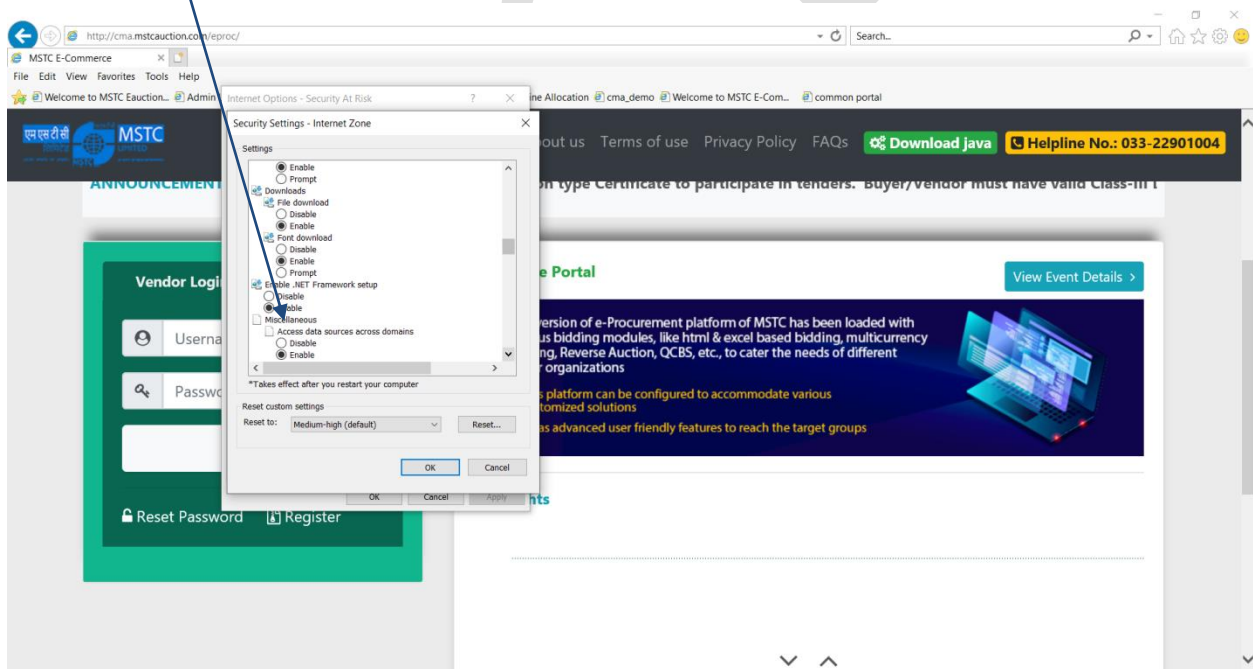 http://cma.mstcauction.com/eproc/
Search...
MSTC E-Commerce
File Edit View Favorites Tools Help
Welcome to MSTC Eauction... Admin
ine Allocation cma_demo Welcome to MSTC E-Com... common portal
Internet Options - Security At Risk
Security Settings - Internet Zone
एमएसटीसी
लिमिटेड
MSTC
LIMITED
MSTC
out us Terms of use Privacy Policy FAQs Download java Helpline No.: 033-22901004
ANNOUNCEMENT
on type Certificate to participate in tenders. Buyer/Vendor must have valid Class-III
Settings
Enable
Prompt
Downloads
File download
Disable
Enable
Font download
Disable
Enable
Prompt
Enable .NET Framework setup
Disable
Enable
Miscellaneous
Access data sources across domains
Disable
Enable
*Takes effect after you restart your computer
Reset custom settings
Reset to: Medium-high (default) Reset...
OK Cancel
OK Cancel Apply
Vendor Logi
Userna
Passwo
Reset Password Register
e Portal
View Event Details >
version of e-Procurement platform of MSTC has been loaded with
us bidding modules, like html & excel based bidding, multicurrency
ng, Reverse Auction, QCBS, etc., to cater the needs of different
r organizations
s platform can be configured to accommodate various
tomized solutions
as advanced user friendly features to reach the target groups
nts